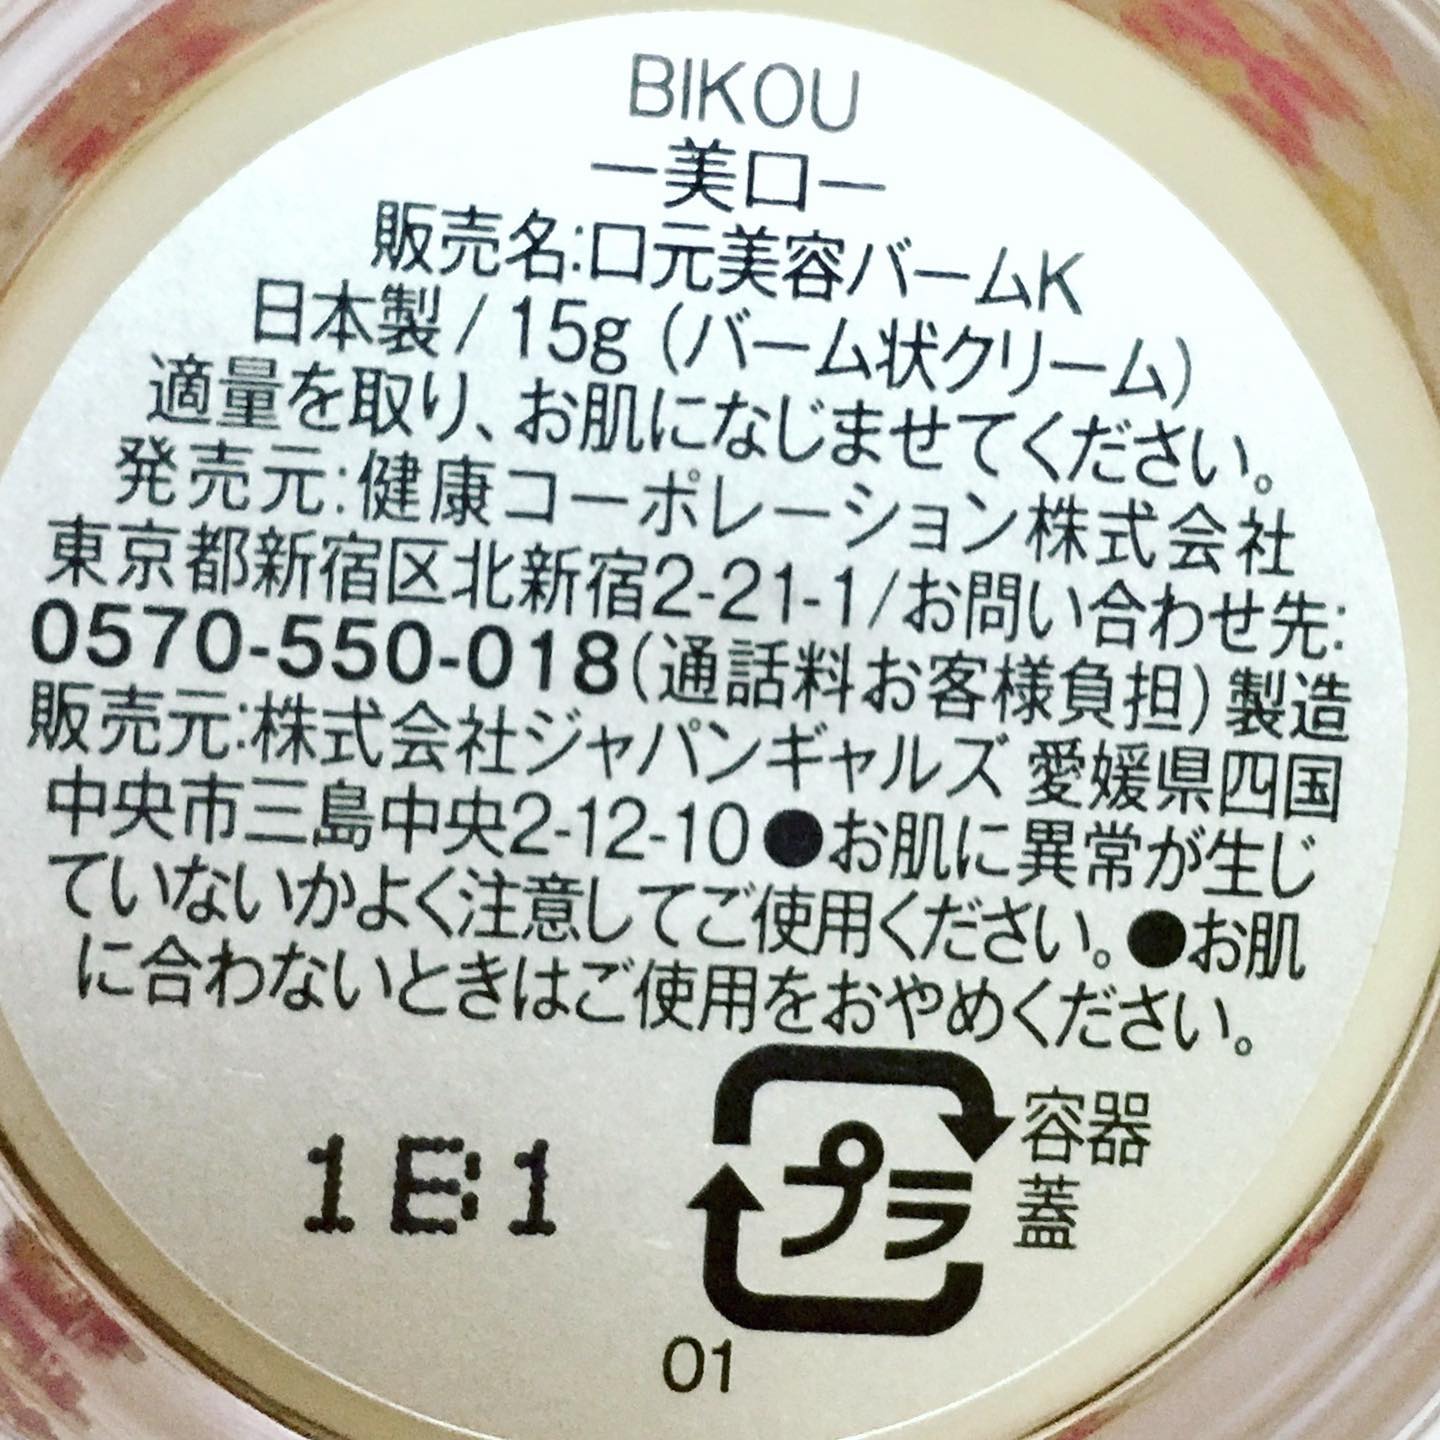 BIKOU
ー美口ー
販売名:口元美容バームK
日本製/15g (バーム状クリーム)
適量を取り、お肌になじませてください。
発売元:健康コーポレーション株式会社
東京都新宿区北新宿2-21-1/お問い合わせ先:
0570-550-018(通話料お客様負担)製造
販売元:株式会社ジャパンギャルズ 愛媛県四国
中央市三島中央2-12-10●お肌に異常が生じ
ていないかよく注意してご使用ください。●お肌
に合わないときはご使用をおやめください。
容器
蓋
プラ
1B1
01